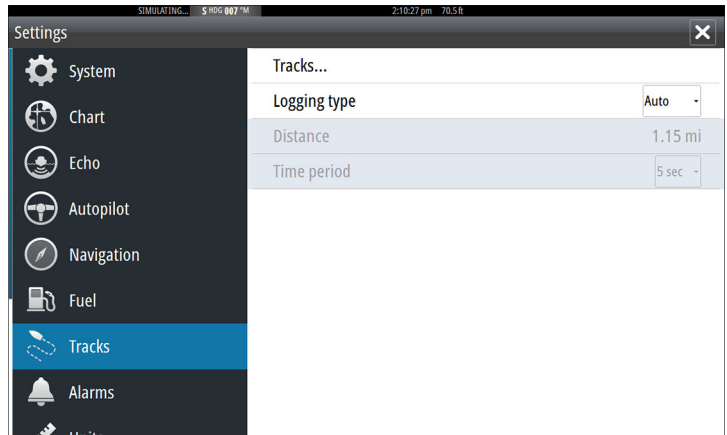 SIMULATING... S HDG 007 °M 2:10:27 pm 70.5 ft
Settings
System
Chart
Echo
Autopilot
Navigation
Fuel
Tracks
Alarms
Units
Tracks...
Logging type Auto
Distance 1.15 mi
Time period 5 sec